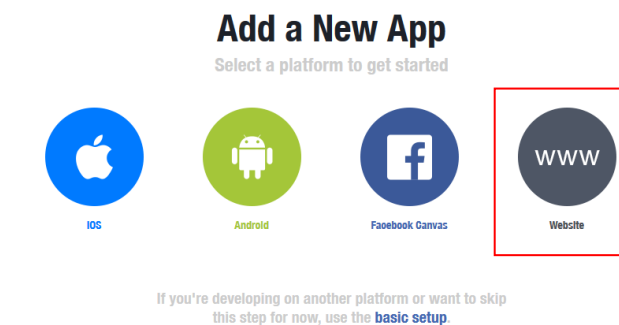 Add a New App
Select a platform to get started
www
iOS Android Facebook Canvas Website
If you're developing on another platform or want to skip
this step for now, use the basic setup.